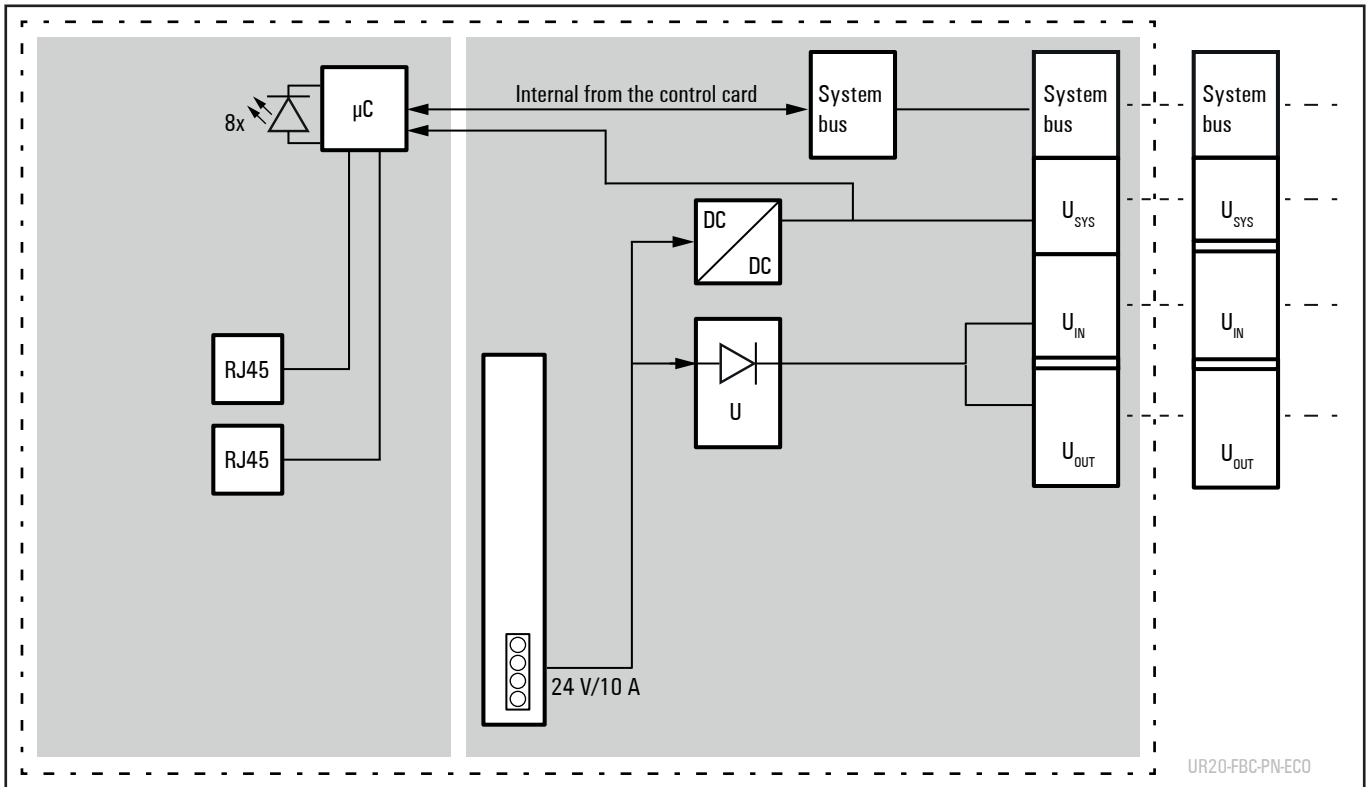 8x
µC
Internal from the control card
System
bus
System
bus
System
bus
DC
DC
U_SYS
U_SYS
RJ45
U
U_IN
U_IN
RJ45
U_OUT
U_OUT
24 V/10 A
UR20-FBC-PN-ECO